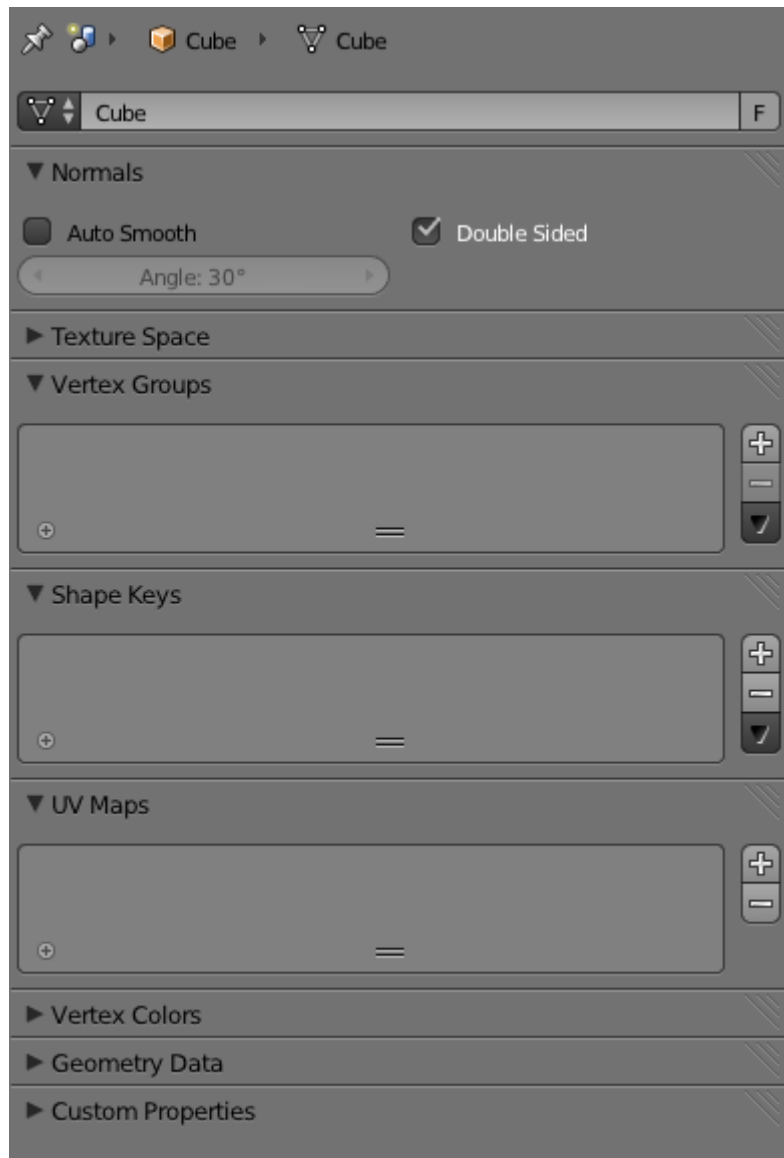 Cube Cube
Cube F
Normals
Auto Smooth Double Sided
Angle: 30°
Texture Space
Vertex Groups
Shape Keys
UV Maps
Vertex Colors
Geometry Data
Custom Properties